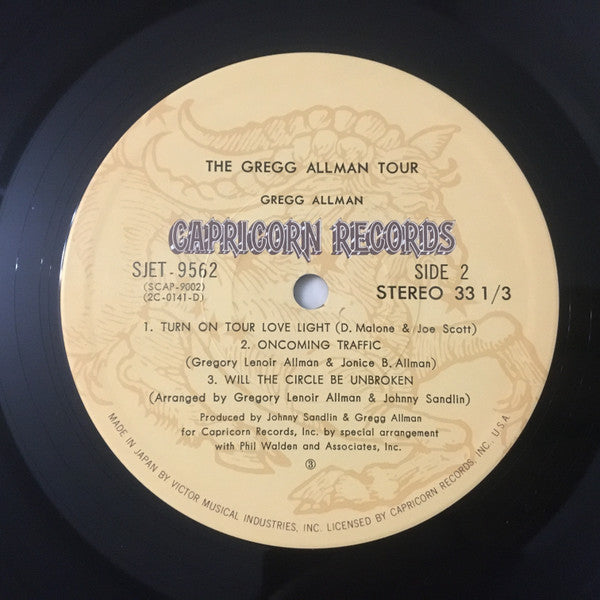 THE GREGG ALLMAN TOUR
GREGG ALLMAN
CAPRICORN RECORDS
SJET-9562 SIDE 2
(SCAP-9002)
(2C-0141-D) STEREO 33 1/3
1. TURN ON TOUR LOVE LIGHT (D. Malone & Joe Scott)
2. ONCOMING TRAFFIC
(Gregory Lenoir Allman & Jonice B. Allman)
3. WILL THE CIRCLE BE UNBROKEN
(Arranged by Gregory Lenoir Allman & Johnny Sandlin)
Produced by Johnny Sandlin & Gregg Allman
for Capricorn Records, Inc. by special arrangement
with Phil Walden and Associates, Inc.
③
MADE IN JAPAN BY VICTOR MUSICAL INDUSTRIES, INC. LICENSED BY CAPRICORN RECORDS, INC., U.S.A.